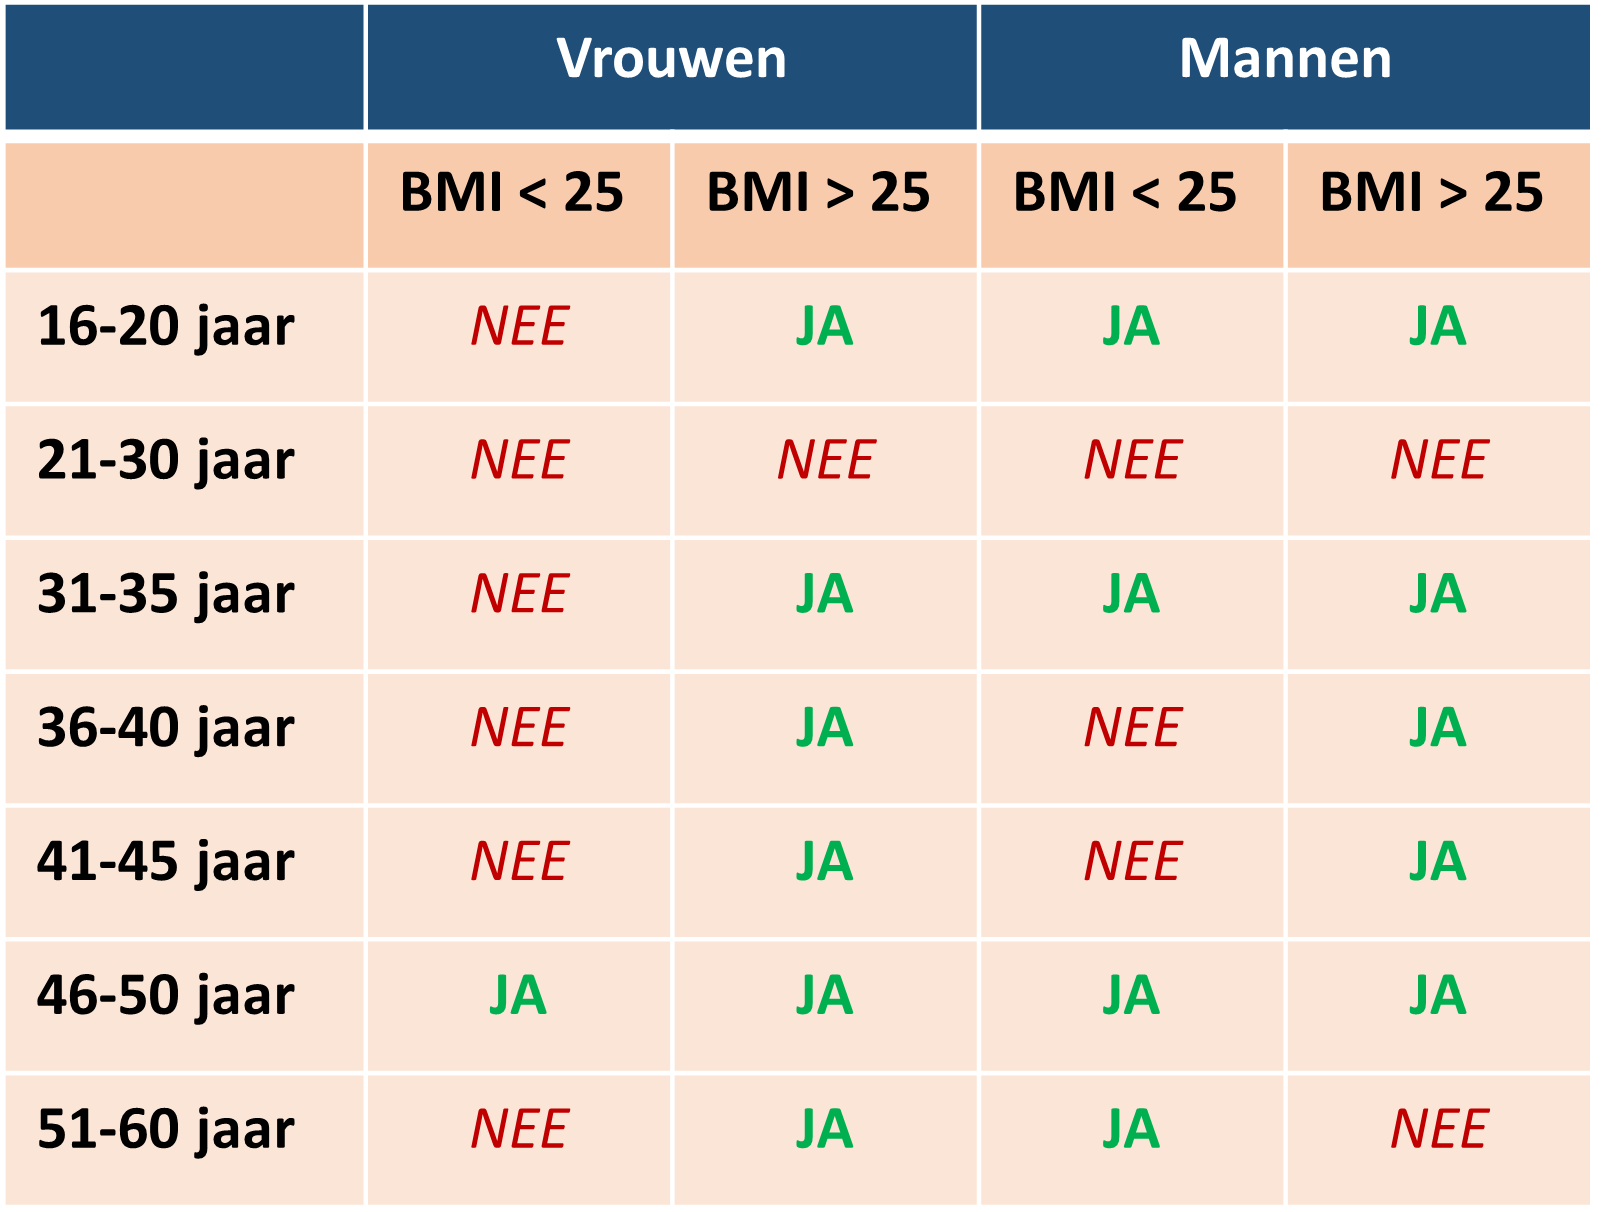 Vrouwen Mannen
BMI < 25 BMI > 25 BMI < 25 BMI > 25
16-20 jaar NEE JA JA JA
21-30 jaar NEE NEE NEE NEE
31-35 jaar NEE JA JA JA
36-40 jaar NEE JA NEE JA
41-45 jaar NEE JA NEE JA
46-50 jaar JA JA JA JA
51-60 jaar NEE JA JA NEE